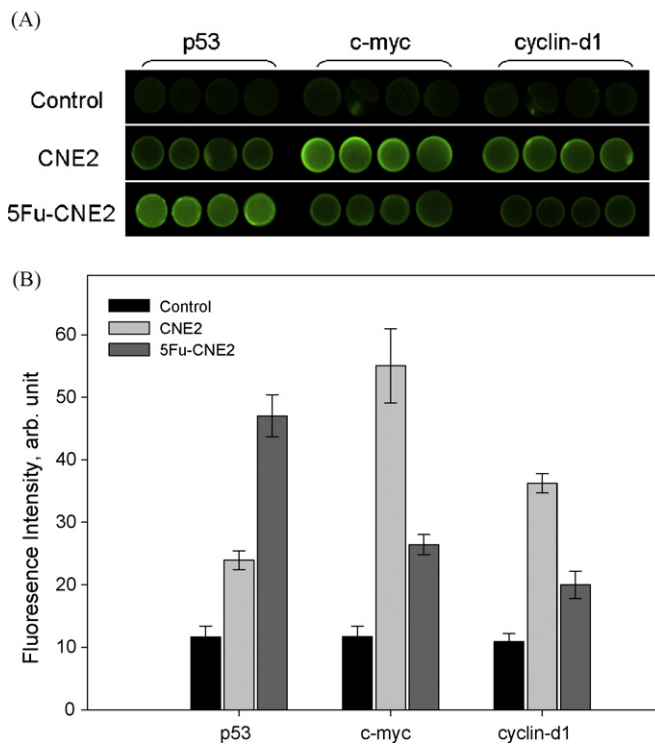 (A)
p53 c-myc cyclin-d1
Control
CNE2
5Fu-CNE2
(B)
Control
CNE2
5Fu-CNE2
Fluoresence Intensity, arb. unit
60
50
40
30
20
10
0
p53 c-myc cyclin-d1